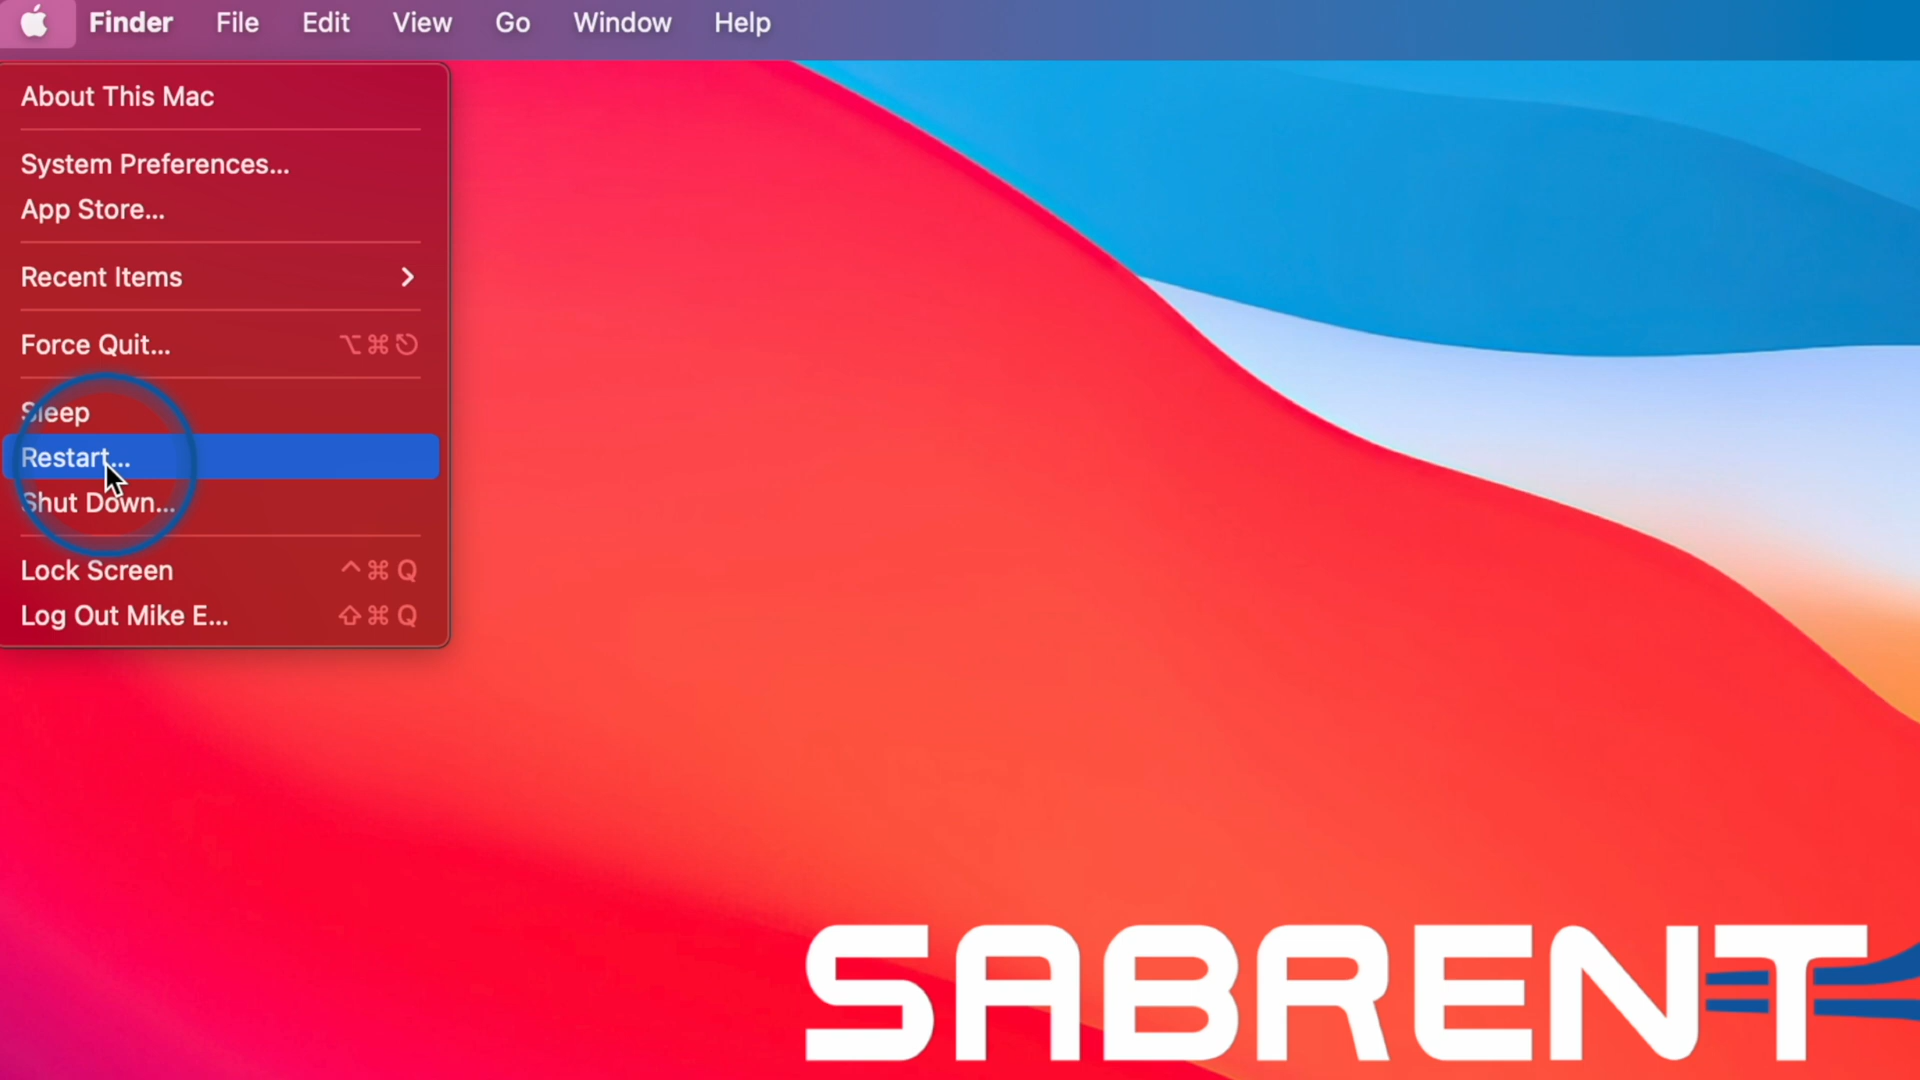 Finder File Edit View Go Window Help
About This Mac
System Preferences...
App Store...
Recent Items
Force Quit... ⌥⌘⎋
Sleep
Restart...
Shut Down...
Lock Screen ^⌘Q
Log Out Mike E... ⇧⌘Q
SABRENT